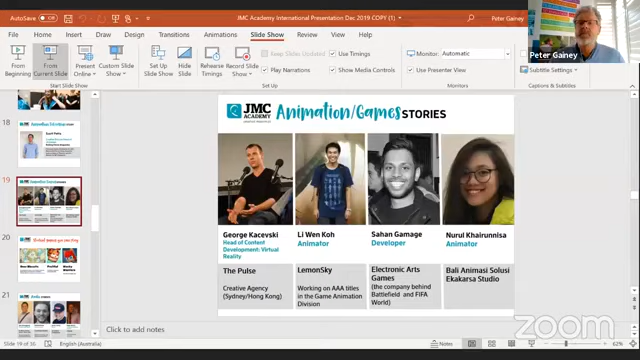 AutoSave
Off
JMC Academy International Presentation Dec 2019 COPY (1)
Peter Gainey
File
Home
Insert
Design
Transitions
Animations
Slide Show
Review
View
Help
From Beginning
From Current Slide
Present Online
Custom Slide Show
Start Slide Show
Set Up Slide Show
Hide Slide
Rehearse Timings
Record Slide Show
Set Up
Keep Slides Updated
Play Narrations
Use Timings
Show Media Controls
Monitor:
Automatic
Use Presenter View
Monitors
Subtitle Settings
Captions & Subtitles
Peter Gainey
18
19
20
21
JMC
ACADEMY
Animation/Games STORIES
George Kacevski
Head of Content
Development: Virtual
Reality
The Pulse
Creative Agency
(Sydney/Hong Kong)
Li Wen Koh
Animator
LemonSky
Working on AAA titles
in the Game Animation
Division
Sahan Gamage
Developer
Electronic Arts
Games
(the company behind
Battlefield and FIFA
World)
Nurul Khairunnisa
Animator
Bali Animasi Solusi
Ekakarsa Studio
Click to add notes
Slide 19 of 36
English (Australia)
Notes
62%
zoom